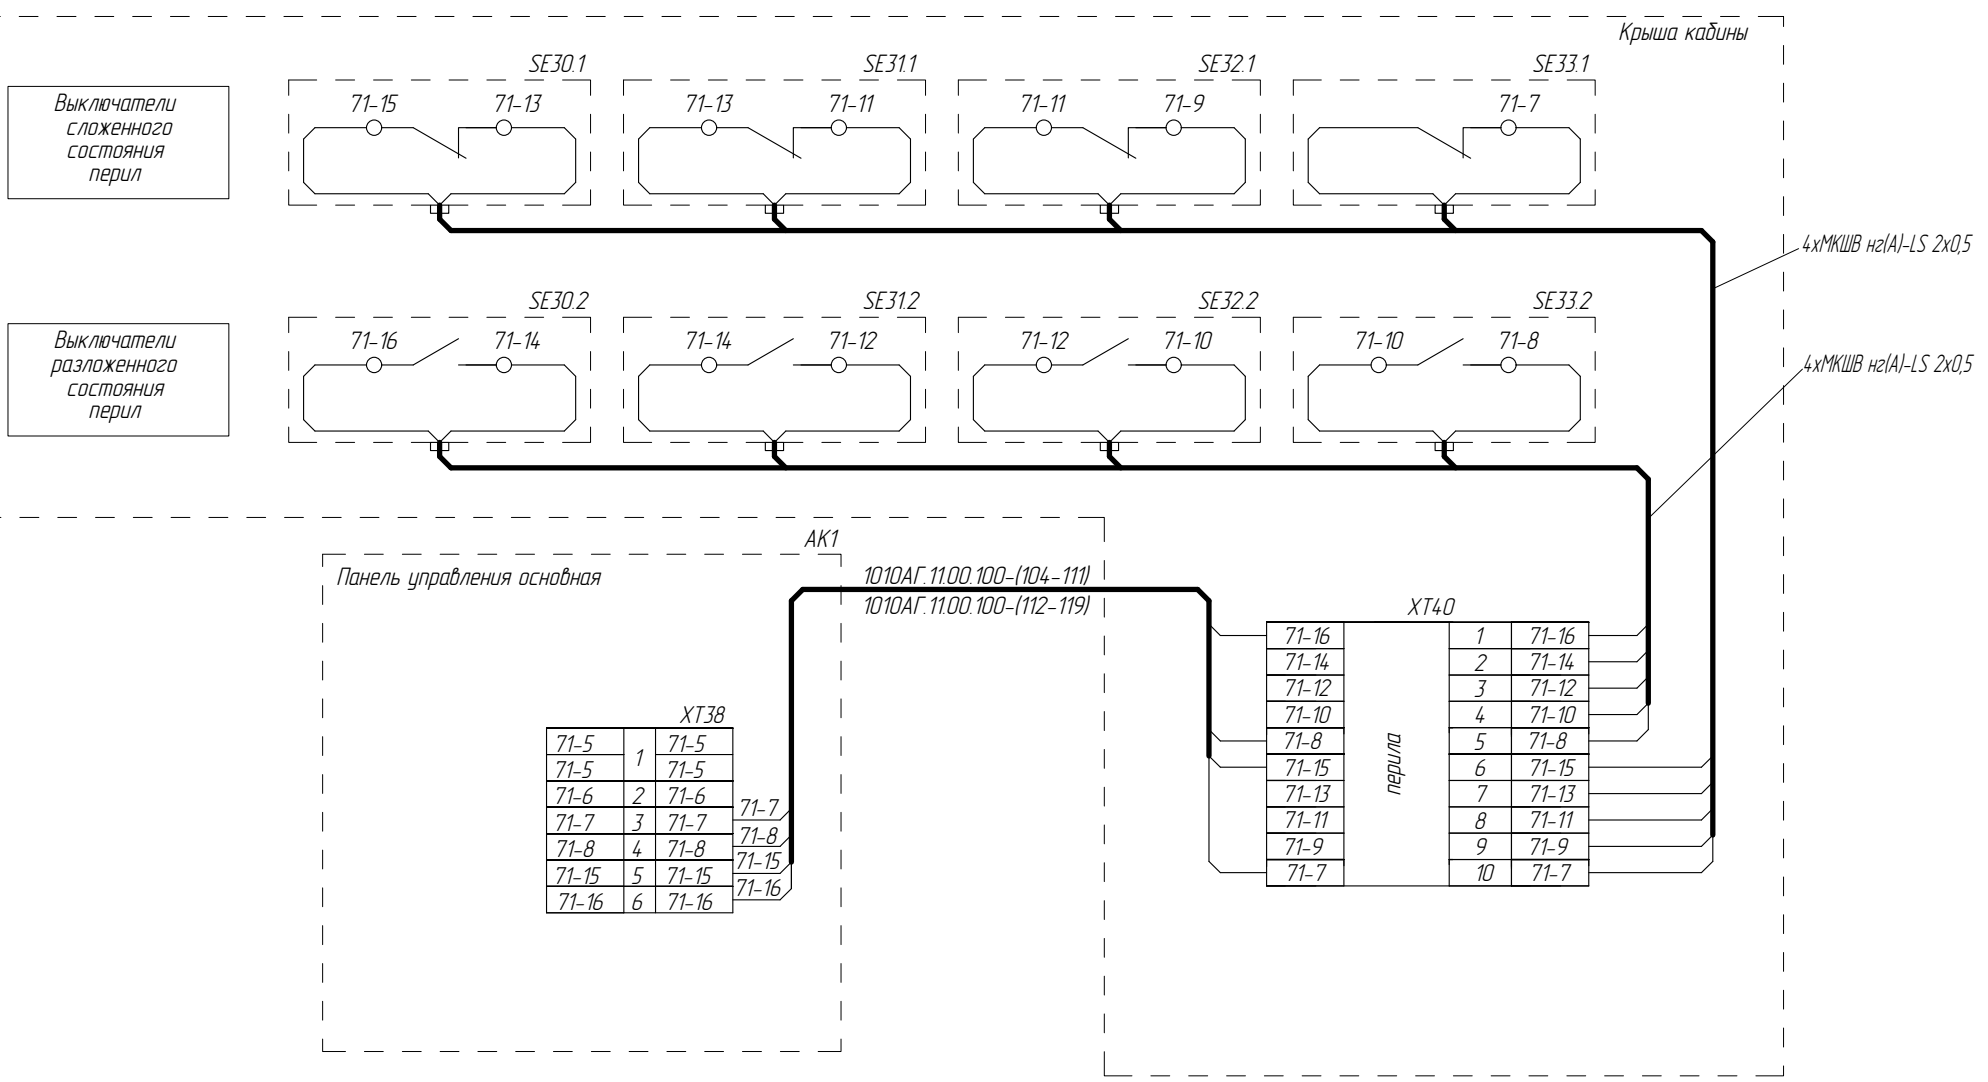 Крыша кабины
SE30.1
SE31.1
SE32.1
SE33.1
Выключатели
сложенного
состояния
перил
71-15
71-13
71-13
71-11
71-11
71-9
71-7
4хМКШВ нг(А)-LS 2х0,5
SE30.2
SE31.2
SE32.2
SE33.2
Выключатели
разложенного
состояния
перил
71-16
71-14
71-14
71-12
71-12
71-10
71-10
71-8
4хМКШВ нг(А)-LS 2х0,5
АК1
Панель управления основная
1010АГ.11.00.100-(104-111)
1010АГ.11.00.100-(112-119)
ХТ38
71-5
1
71-5
71-5
71-5
71-6 2 71-6
71-7 3 71-7
71-8 4 71-8
71-15 5 71-15
71-16 6 71-16
71-7
71-8
71-15
71-16
ХТ40
перила
71-16 1 71-16
71-14 2 71-14
71-12 3 71-12
71-10 4 71-10
71-8 5 71-8
71-15 6 71-15
71-13 7 71-13
71-11 8 71-11
71-9 9 71-9
71-7 10 71-7